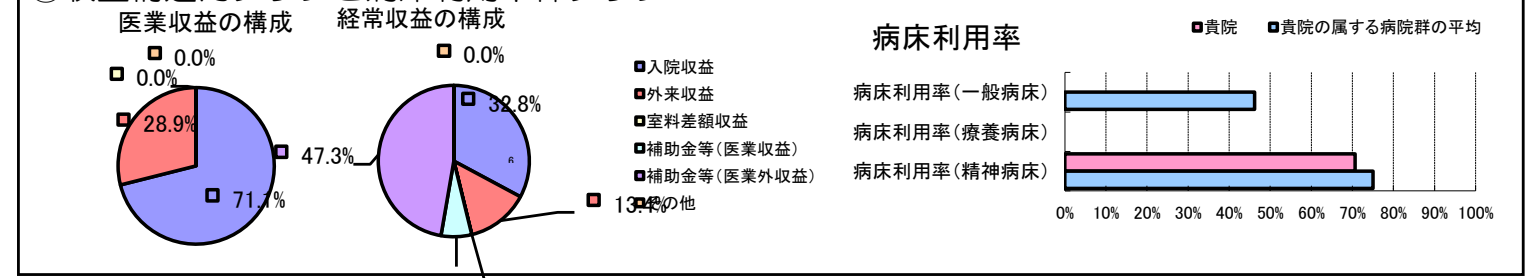 医業収益の構成
経常収益の構成
0.0%
0.0%
28.9%
71.1%
0.0%
32.8%
47.3%
6
13.4%
入院収益
外来収益
室料差額収益
補助金等(医業収益)
補助金等(医業外収益)
その他
病床利用率
貴院
貴院の属する病院群の平均
病床利用率(一般病床)
病床利用率(療養病床)
病床利用率(精神病床)
0% 10% 20% 30% 40% 50% 60% 70% 80% 90% 100%